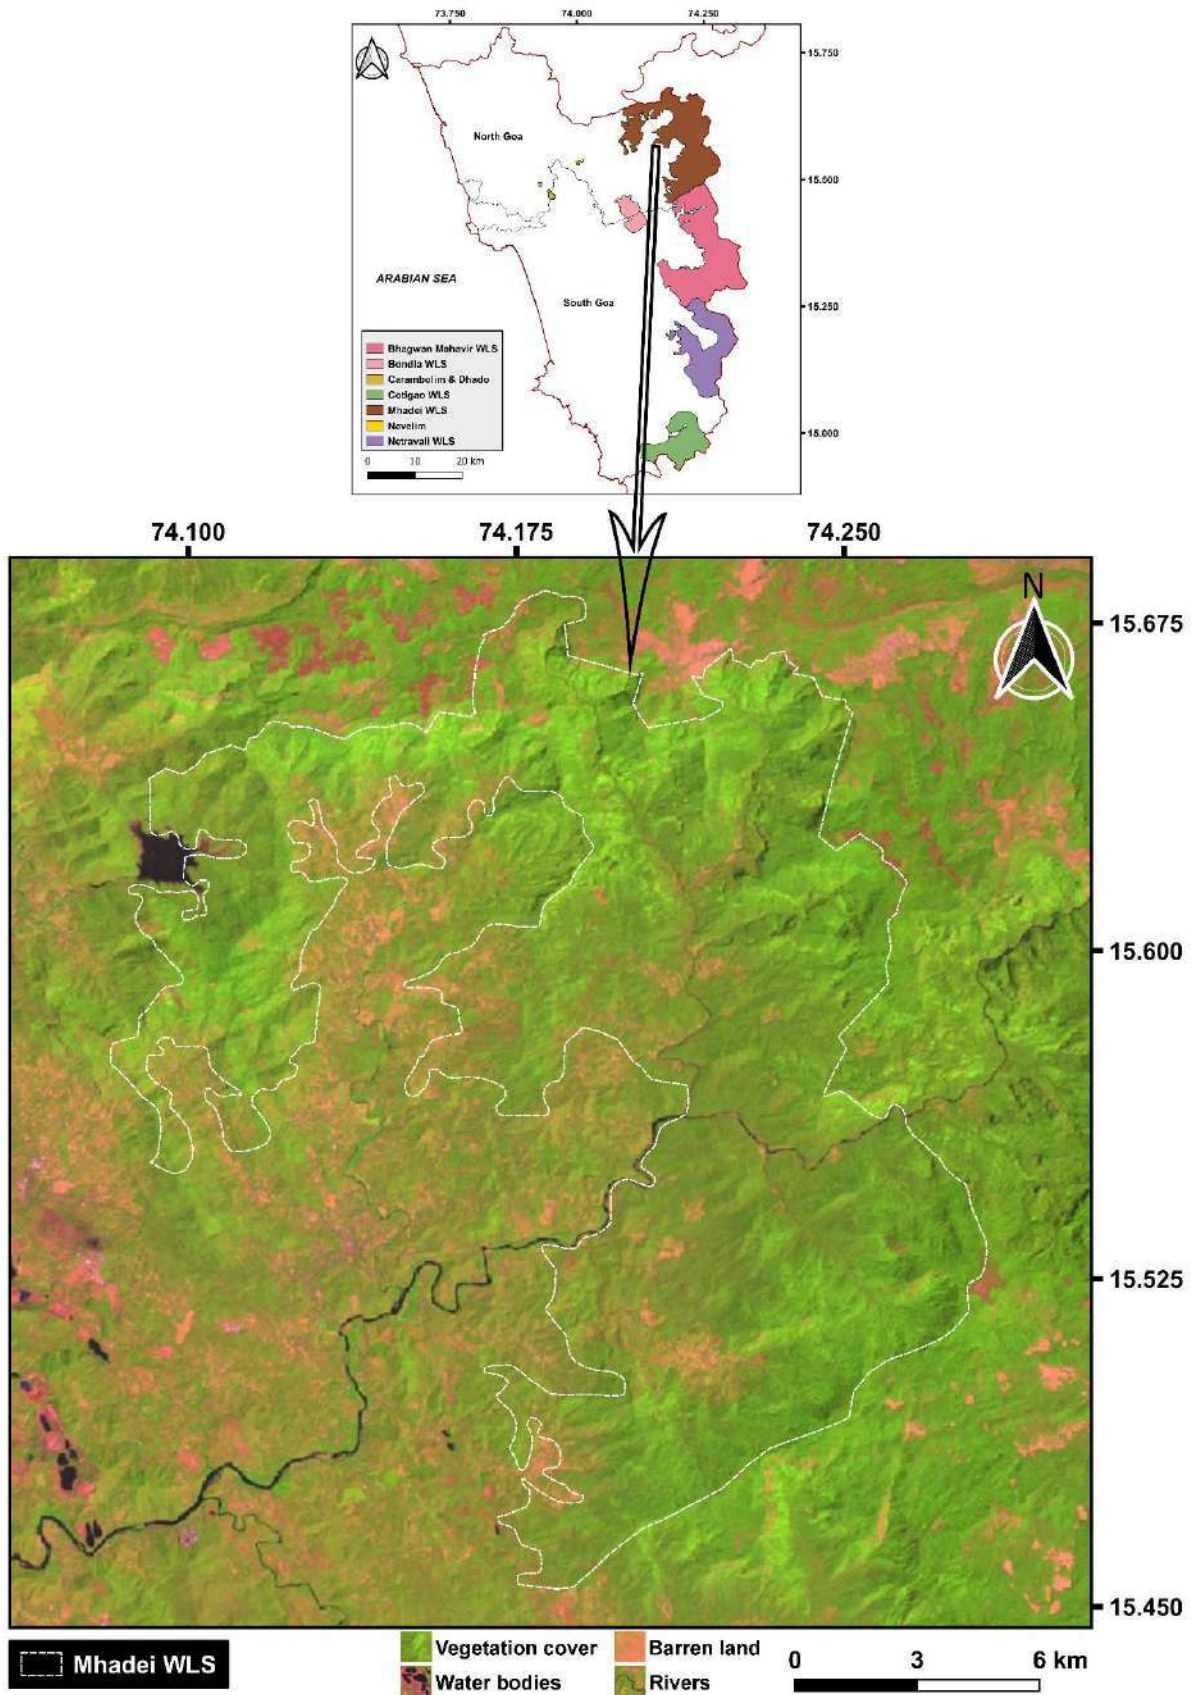 73.750 74.000 74.250
15.750
North Goa
15.500
ARABIAN SEA
South Goa
15.250
Bhagwan Mahavir WLS
Bondla WLS
Carambolim & Dhado
Cotigao WLS
Mhadei WLS
Navelim
Netravali WLS
15.000
0 10 20 km
74.100 74.175 74.250
N
15.675
15.600
15.525
15.450
Mhadei WLS
Vegetation cover Barren land
Water bodies Rivers
0 3 6 km